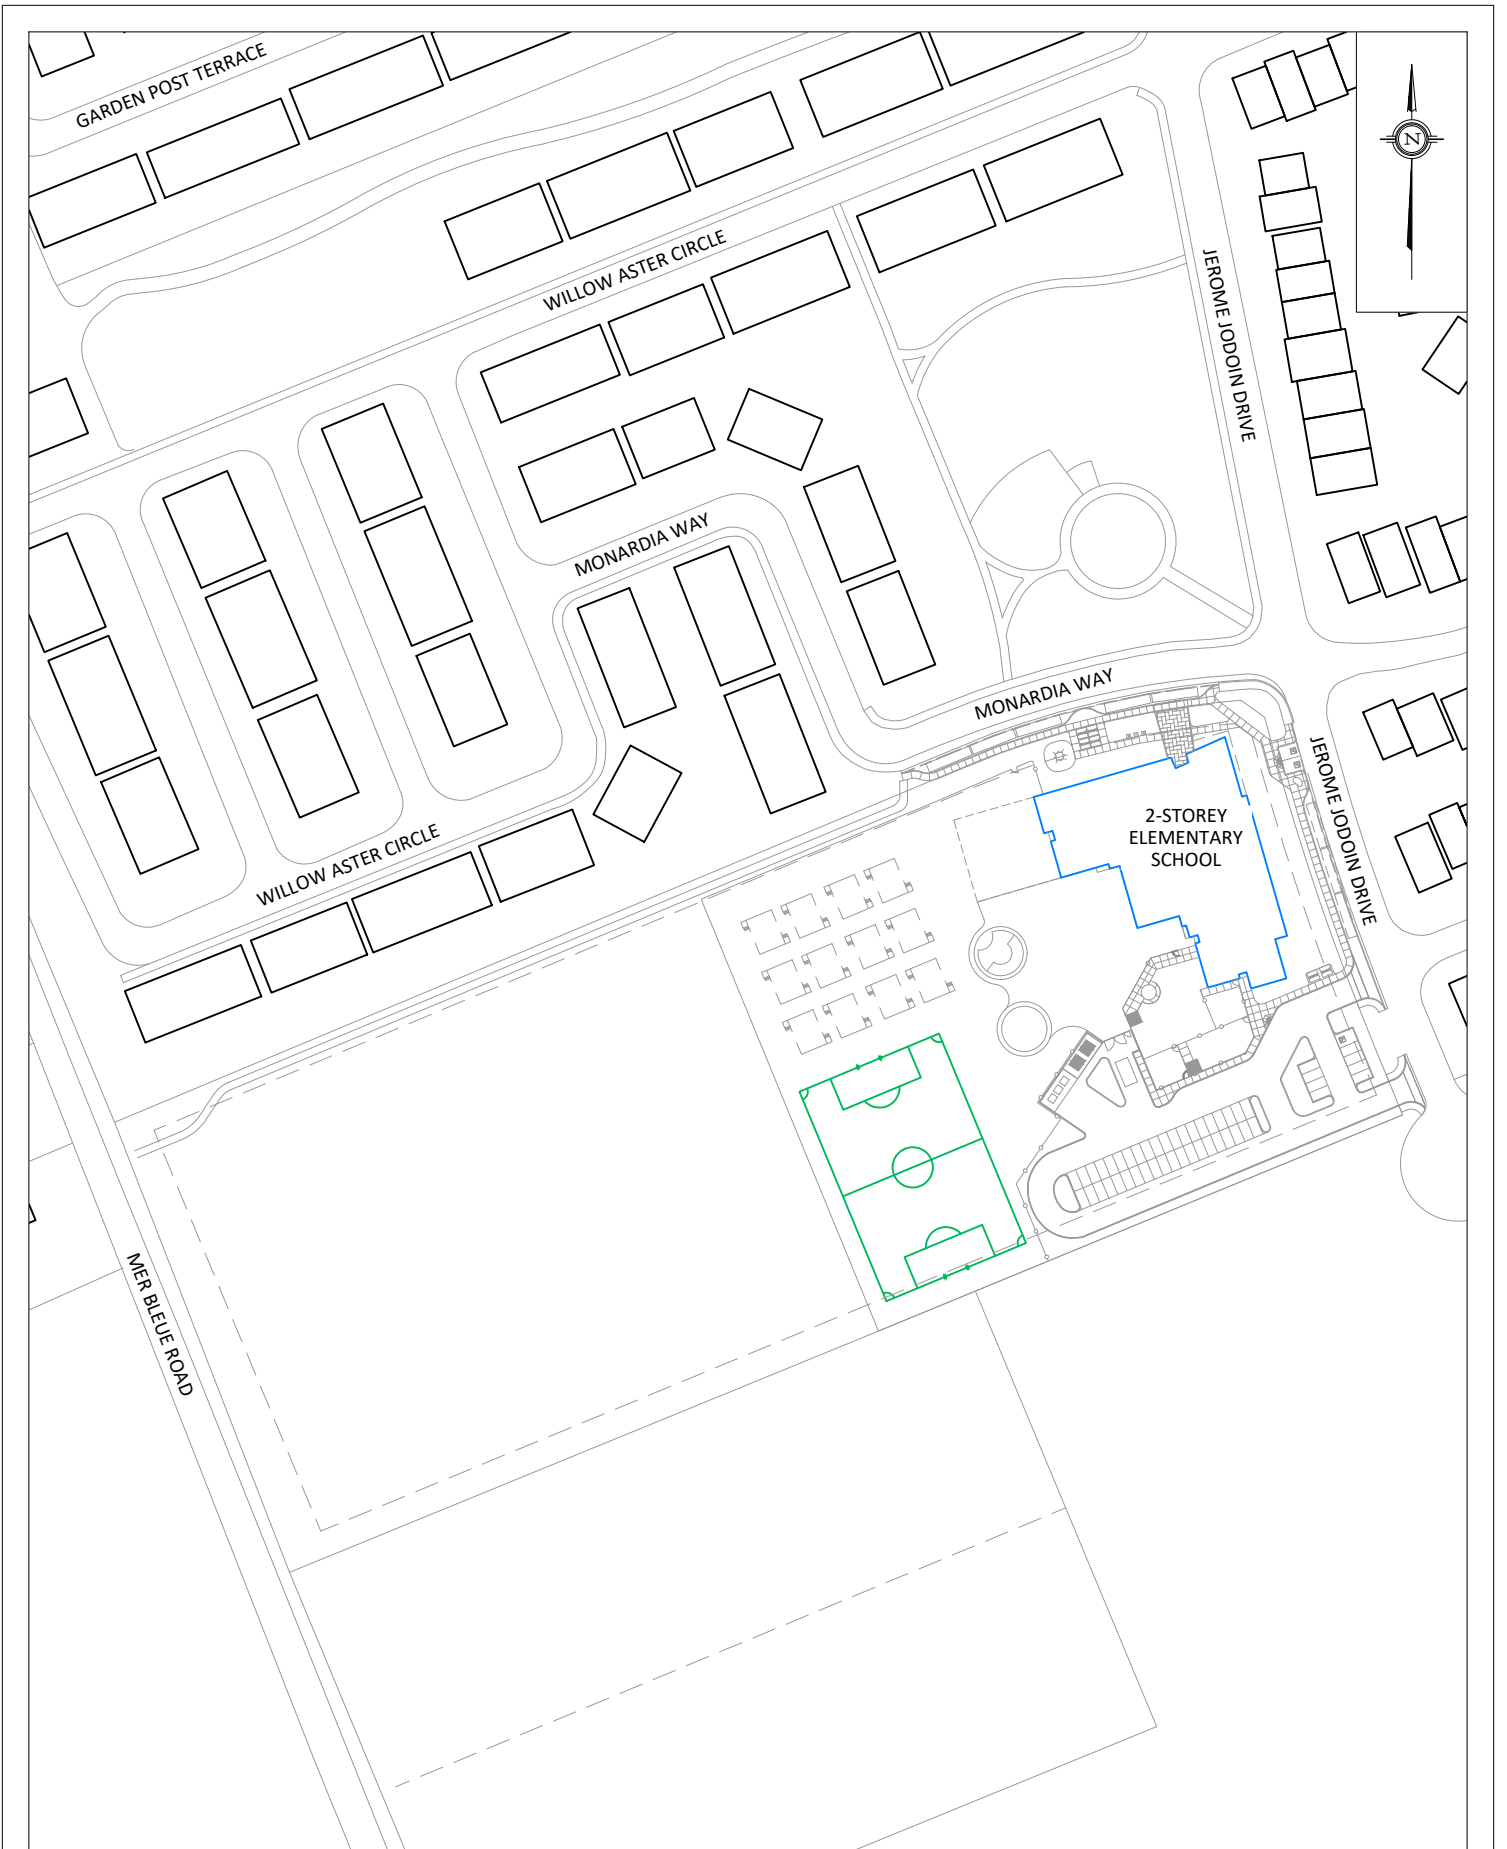 GARDEN POST TERRACE
N
WILLOW ASTER CIRCLE
JEROME JODOIN DRIVE
MONARDIA WAY
MONARDIA WAY
JEROME JODOIN DRIVE
2-STOREY
ELEMENTARY
SCHOOL
WILLOW ASTER CIRCLE
MER BLEUE ROAD